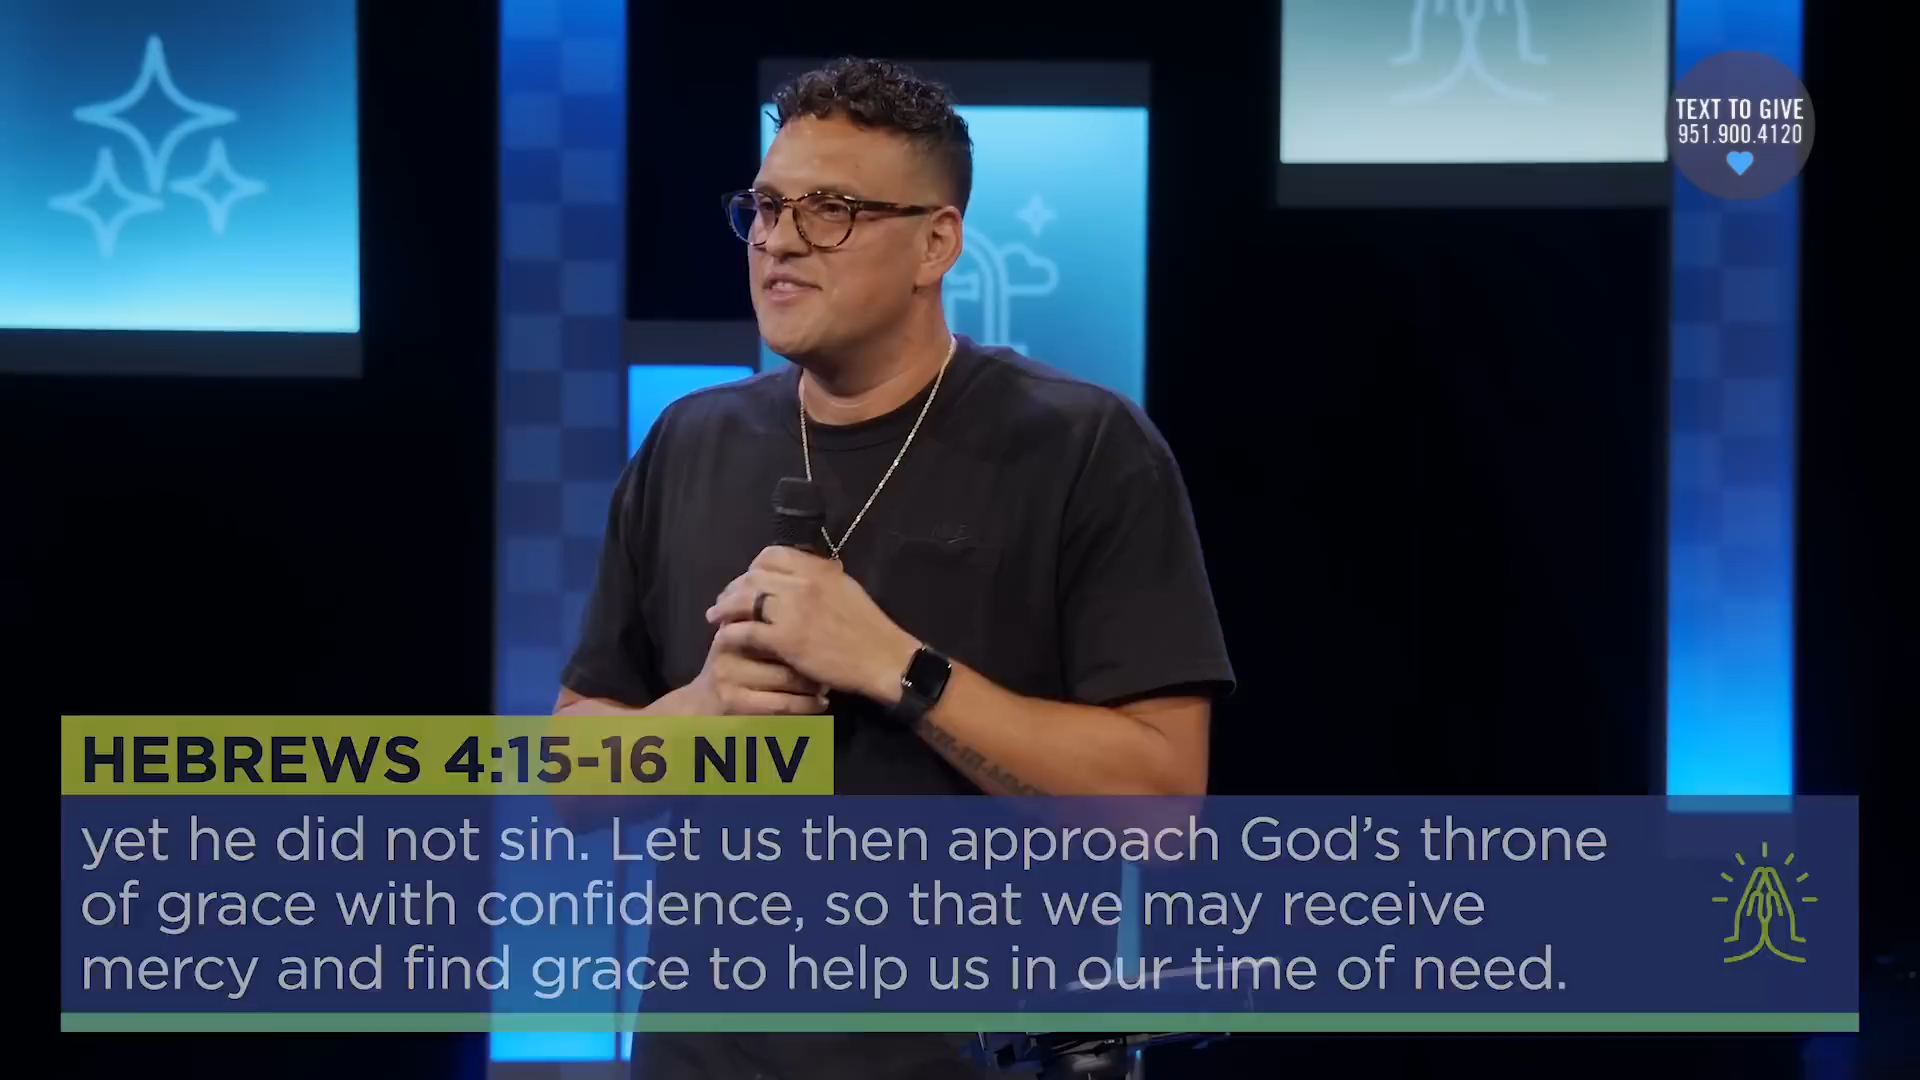 TEXT TO GIVE
951.900.4120
HEBREWS 4:15-16 NIV
yet he did not sin. Let us then approach God’s throne
of grace with confidence, so that we may receive
mercy and find grace to help us in our time of need.